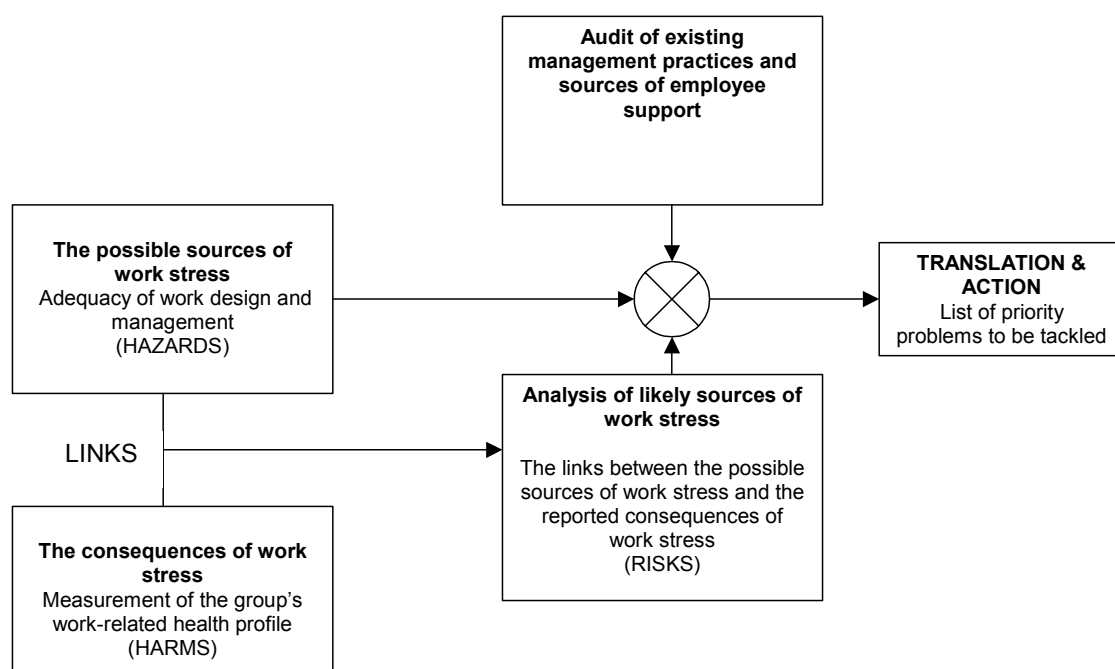 Audit of existing
management practices and
sources of employee
support
The possible sources of
work stress
Adequacy of work design and
management
(HAZARDS)
TRANSLATION &
ACTION
List of priority
problems to be tackled
LINKS
Analysis of likely sources of
work stress
The links between the possible
sources of work stress and the
reported consequences of
work stress
(RISKS)
The consequences of work
stress
Measurement of the group's
work-related health profile
(HARMS)